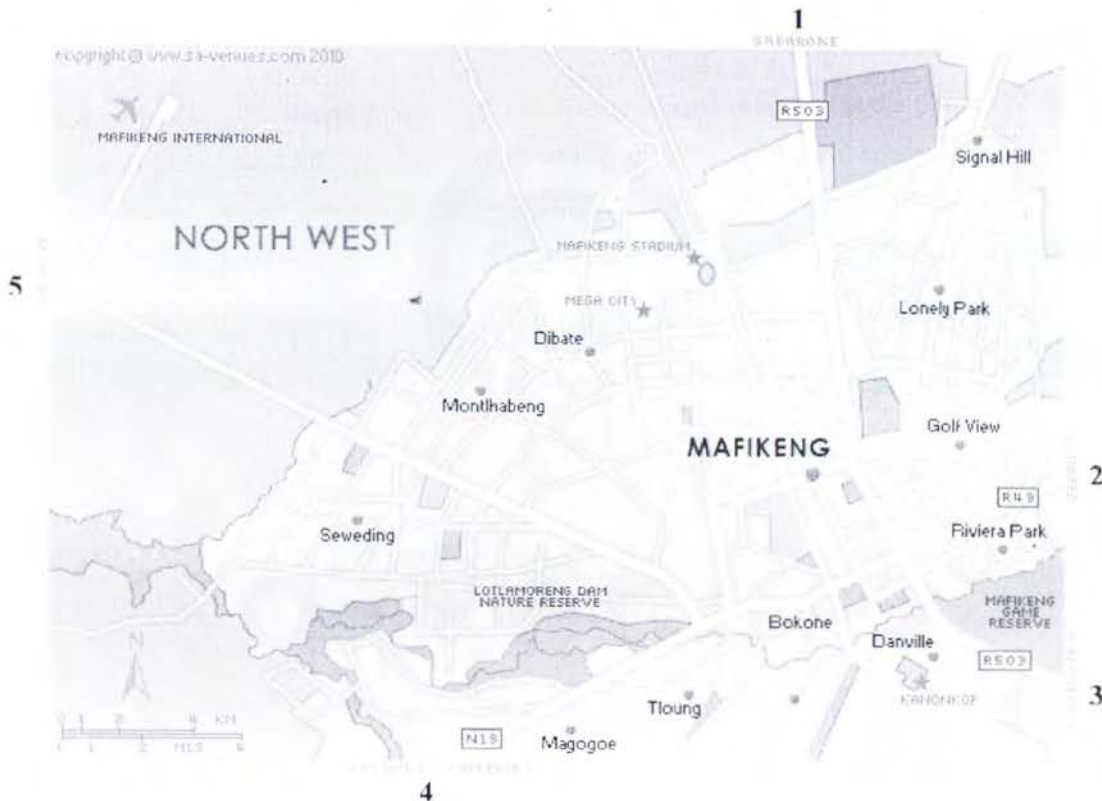 1
copyright@ www.sa-venues.com 2010
R503
MAFIKENG INTERNATIONAL
Signal Hill
NORTH WEST
MAFIKENG STADIUM
5
MEGA CITY
Lonely Park
Dibate
Montlhabeng
Golf View
MAFIKENG
2
R49
Seweding
Riviera Park
LOTLAMORENG DAM
NATURE RESERVE
MAFIKENG
GAME
RESERVE
Bokone
N
Danville
R503
KANONKOP
3
Tloung
KM
N18
Magogoe
MLS
4